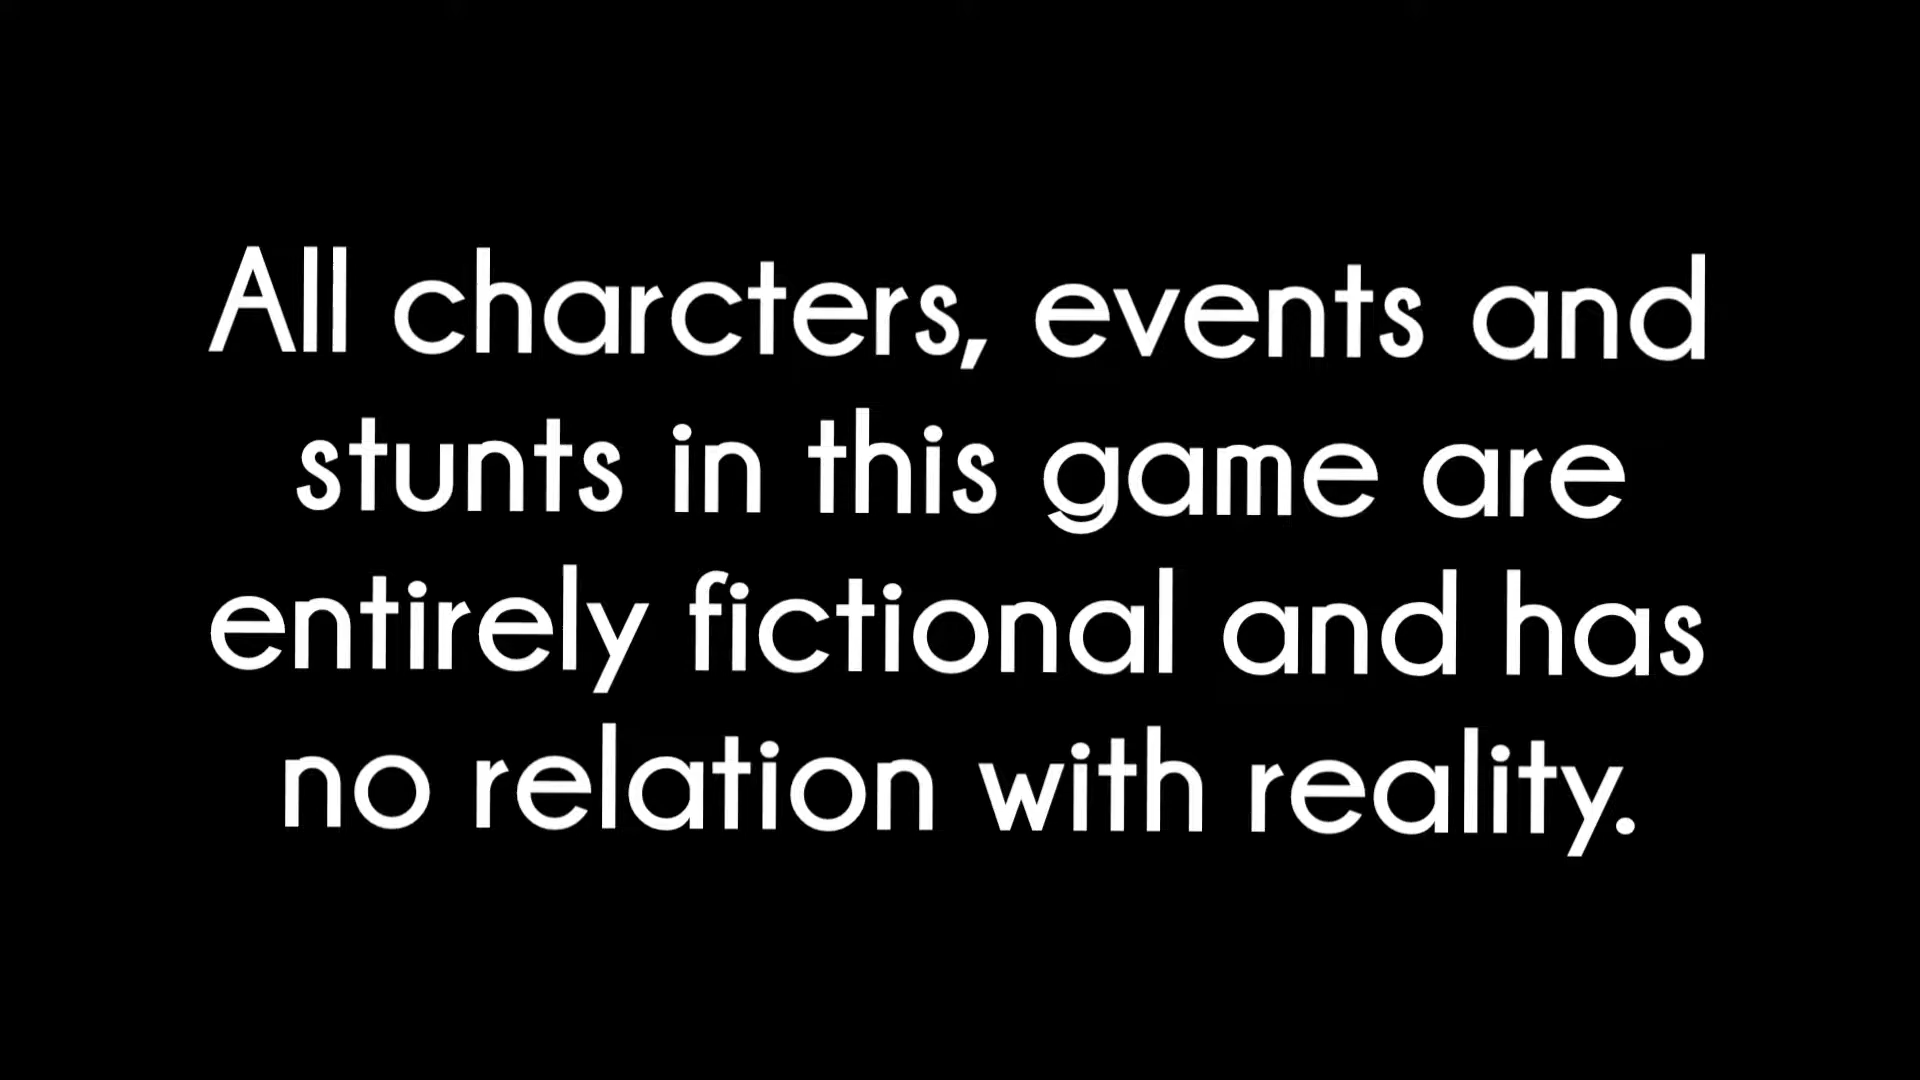 All charcters, events and
stunts in this game are
entirely fictional and has
no relation with reality.